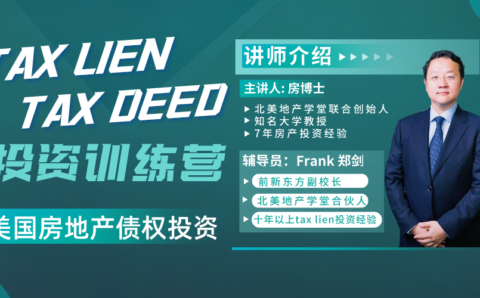 TAX LIEN
TAX DEED
投资训练营
美国房地产债权投资
讲师介绍
主讲人: 房博士
北美地产学堂联合创始人
知名大学教授
7年房产投资经验
辅导员: Frank 郑剑
前新东方副校长
北美地产学堂合伙人
十年以上tax lien投资经验